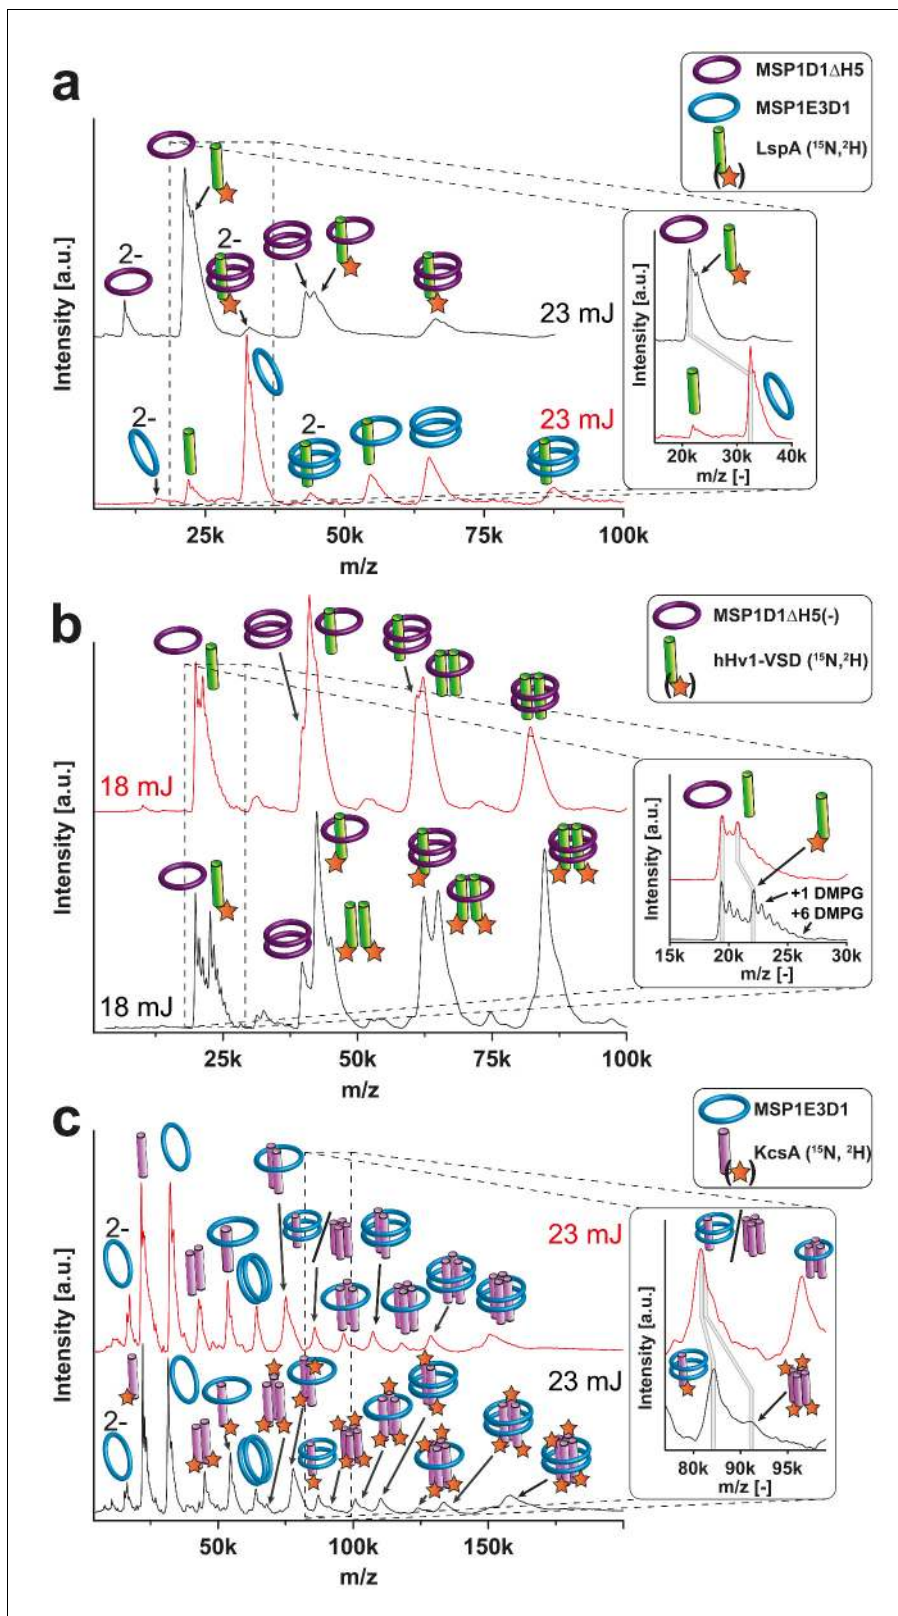 a
MSP1D1ΔH5
MSP1E3D1
LspA (¹⁵N,²H)
( )
Intensity [a.u.]
2-
2-
23 mJ
2-
2-
23 mJ
25k 50k 75k 100k
m/z
Intensity [a.u.]
20k 30k 40k
m/z [-]
b
MSP1D1ΔH5(-)
hHv1-VSD (¹⁵N,²H)
( )
Intensity [a.u.]
18 mJ
18 mJ
25k 50k 75k 100k
m/z
Intensity [a.u.]
+1 DMPG
+6 DMPG
15k 20k 25k 30k
m/z [-]
c
MSP1E3D1
KcsA (¹⁵N, ²H)
( )
Intensity [a.u.]
2-
23 mJ
23 mJ
2-
50k 100k 150k
m/z
Intensity [a.u.]
80k 90k 95k
m/z [-]